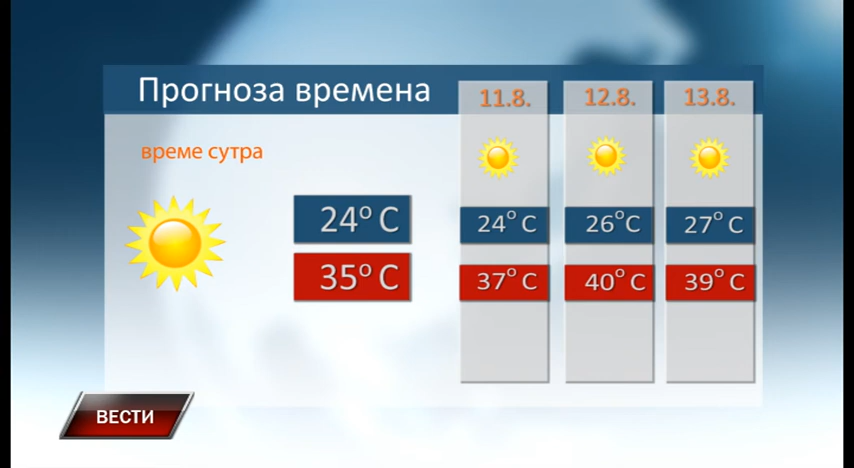 Прогноза времена
време сутра
24° C
35° C
11.8. 12.8. 13.8.
24° C 26°C 27° C
37° C 40° C 39° C
ВЕСТИ